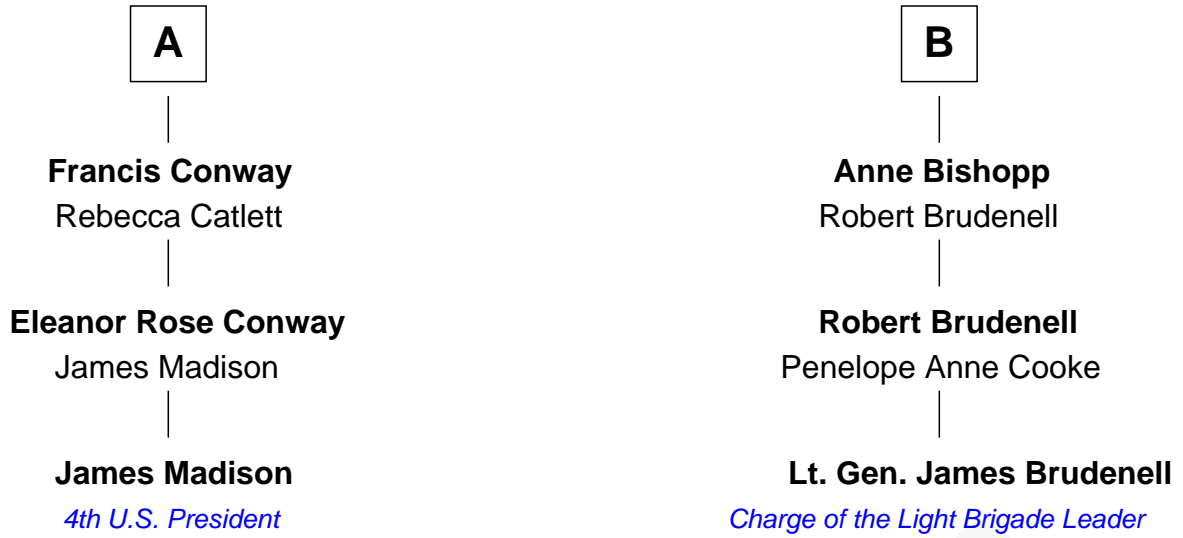 A
Francis Conway
Rebecca Catlett
Eleanor Rose Conway
James Madison
James Madison
4th U.S. President
B
Anne Bishopp
Robert Brudenell
Robert Brudenell
Penelope Anne Cooke
Lt. Gen. James Brudenell
Charge of the Light Brigade Leader